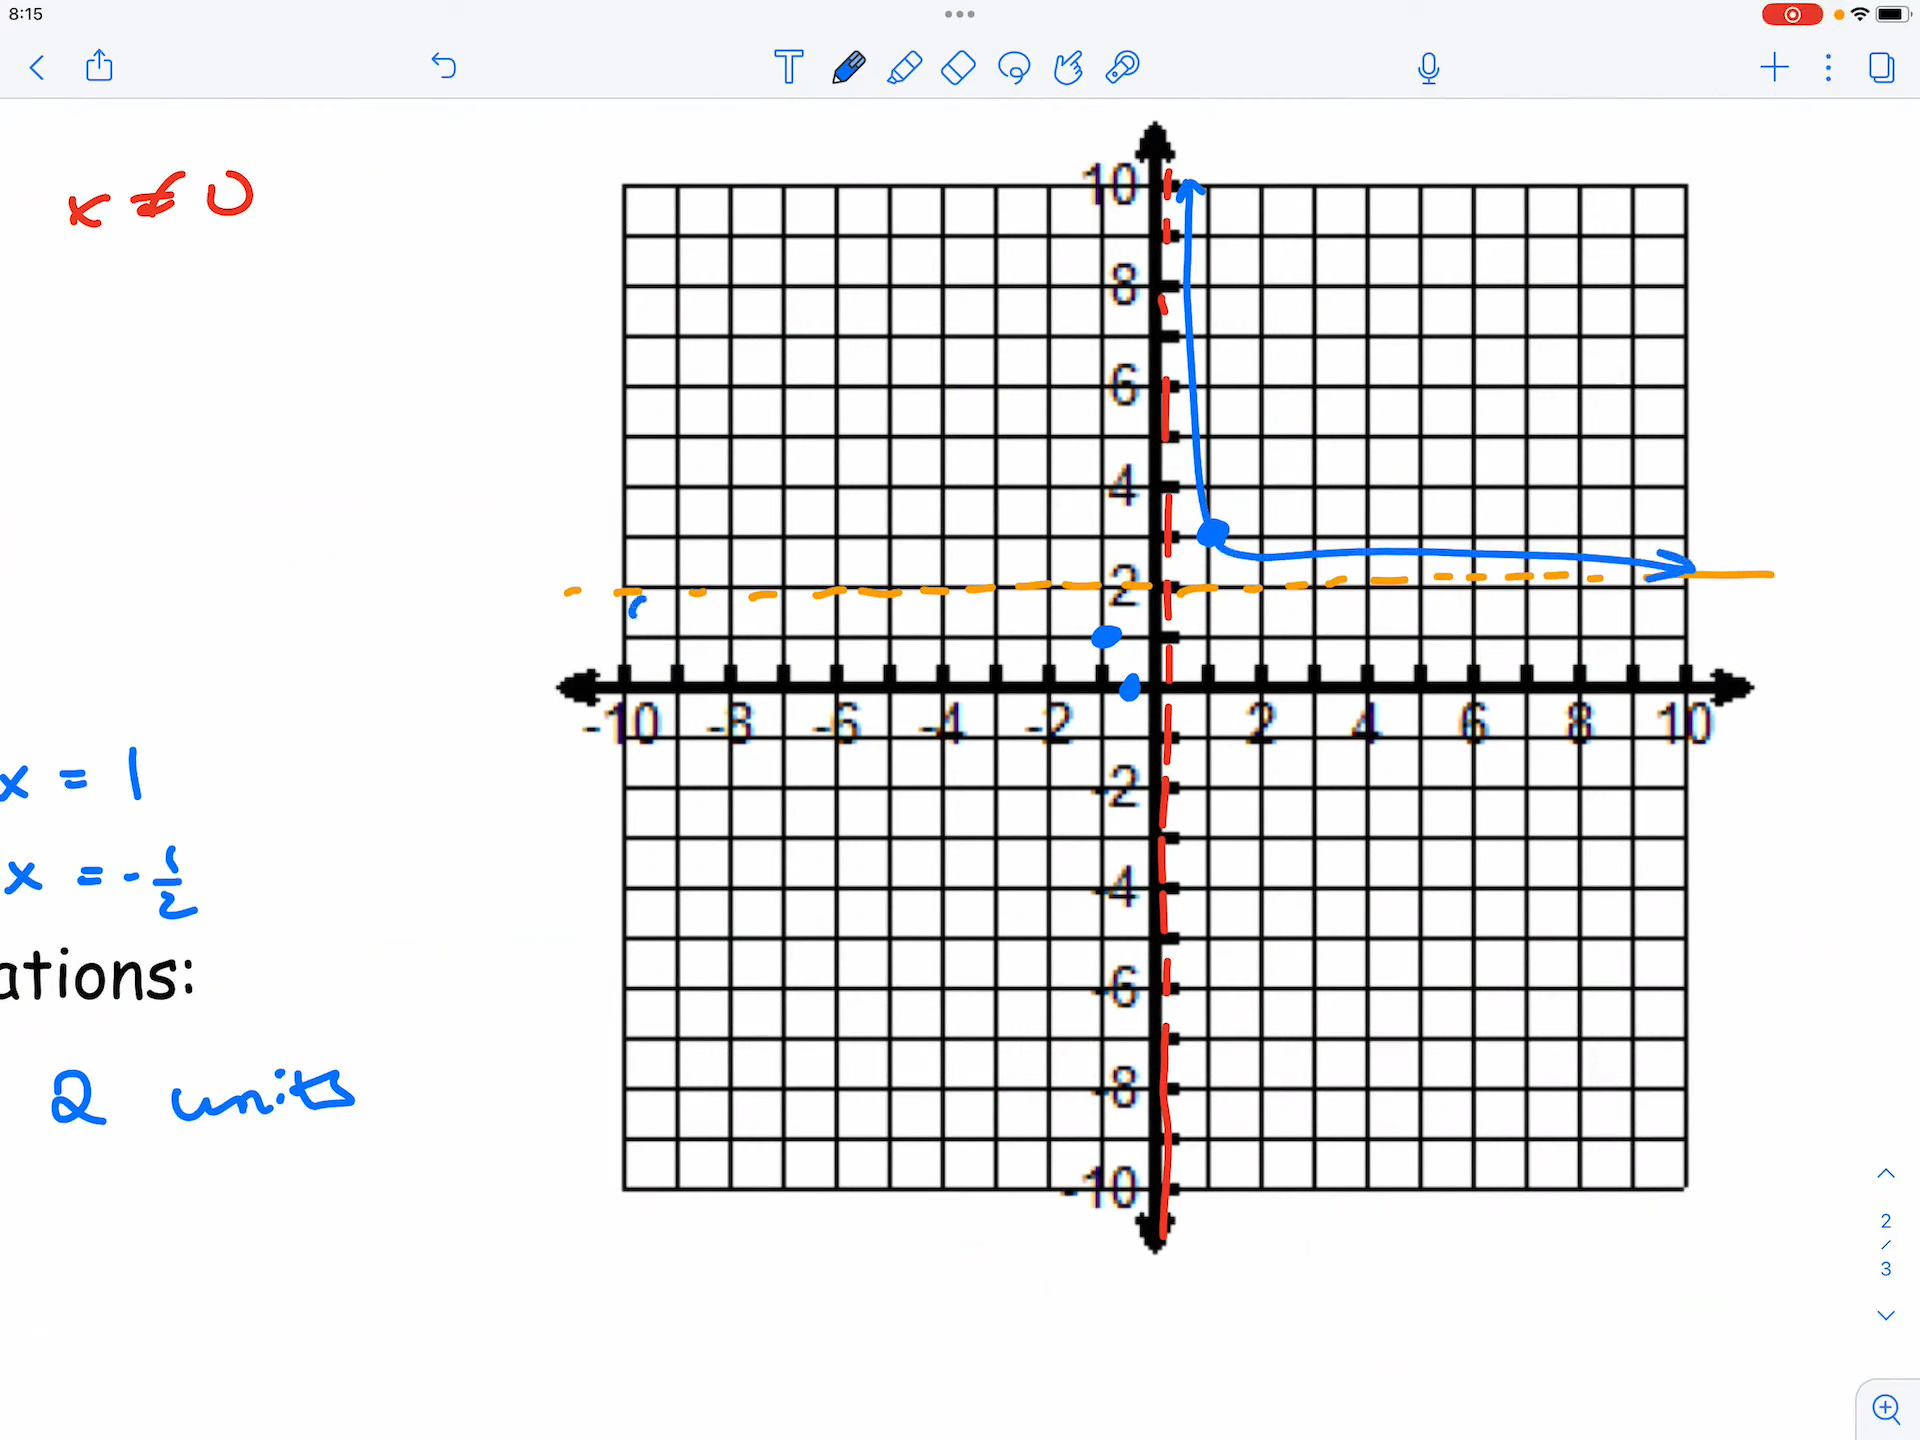 8:15
x ≠ 0
10
8
6
4
2
-10 -8 -6 -4 -2 2 4 6 8 10
-2
-4
-6
-8
-10
x = 1
x = -1/2
ations:
2 units
2
/
3